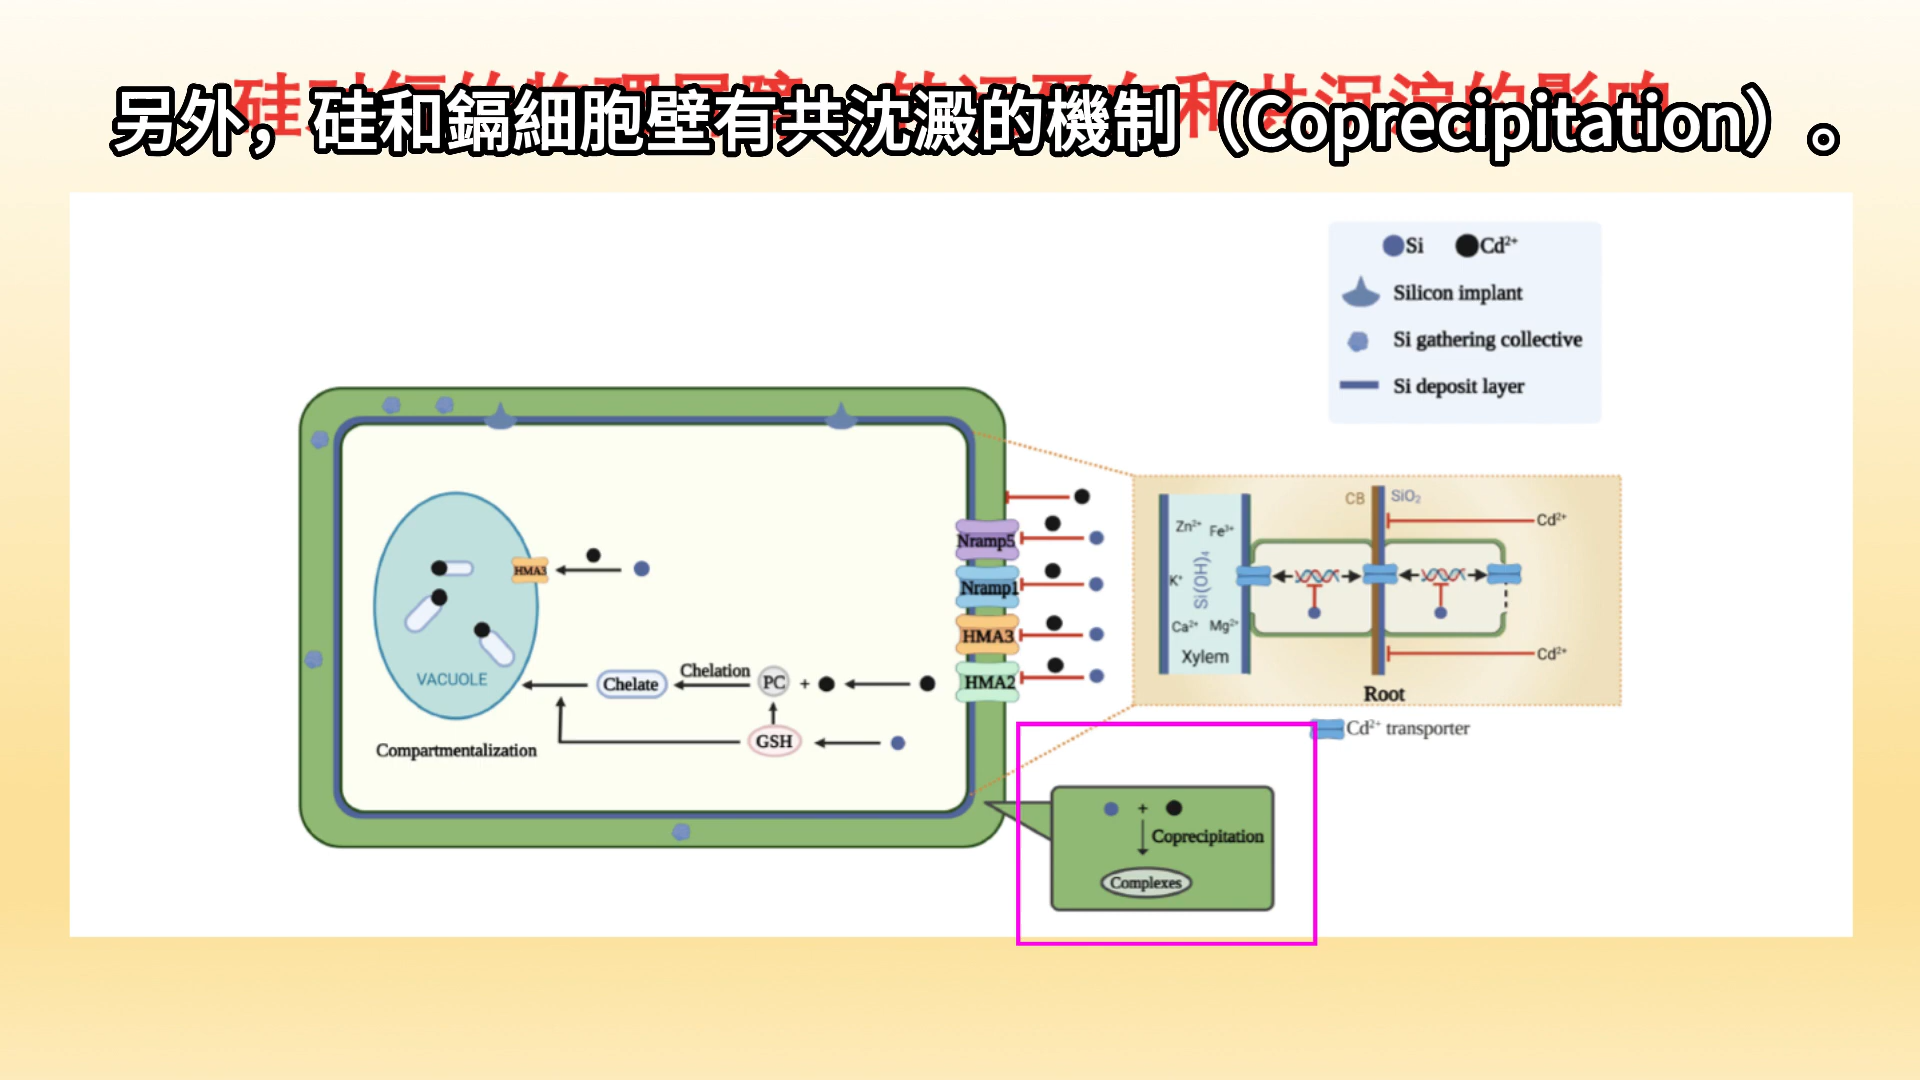 另外，硅和鎘細胞壁有共沈澱的機制（Coprecipitation）。
Si
Cd²⁺
Silicon implant
Si gathering collective
Si deposit layer
CB
SiO₂
Cd²⁺
Zn²⁺
Fe³⁺
K⁺
Si(OH)₄
Ca²⁺
Mg²⁺
Xylem
Cd²⁺
Root
Cd²⁺ transporter
Nramp5
Nramp1
HMA3
HMA2
HMA3
VACUOLE
Chelate
Chelation
PC
+
GSH
Compartmentalization
+
Coprecipitation
Complexes